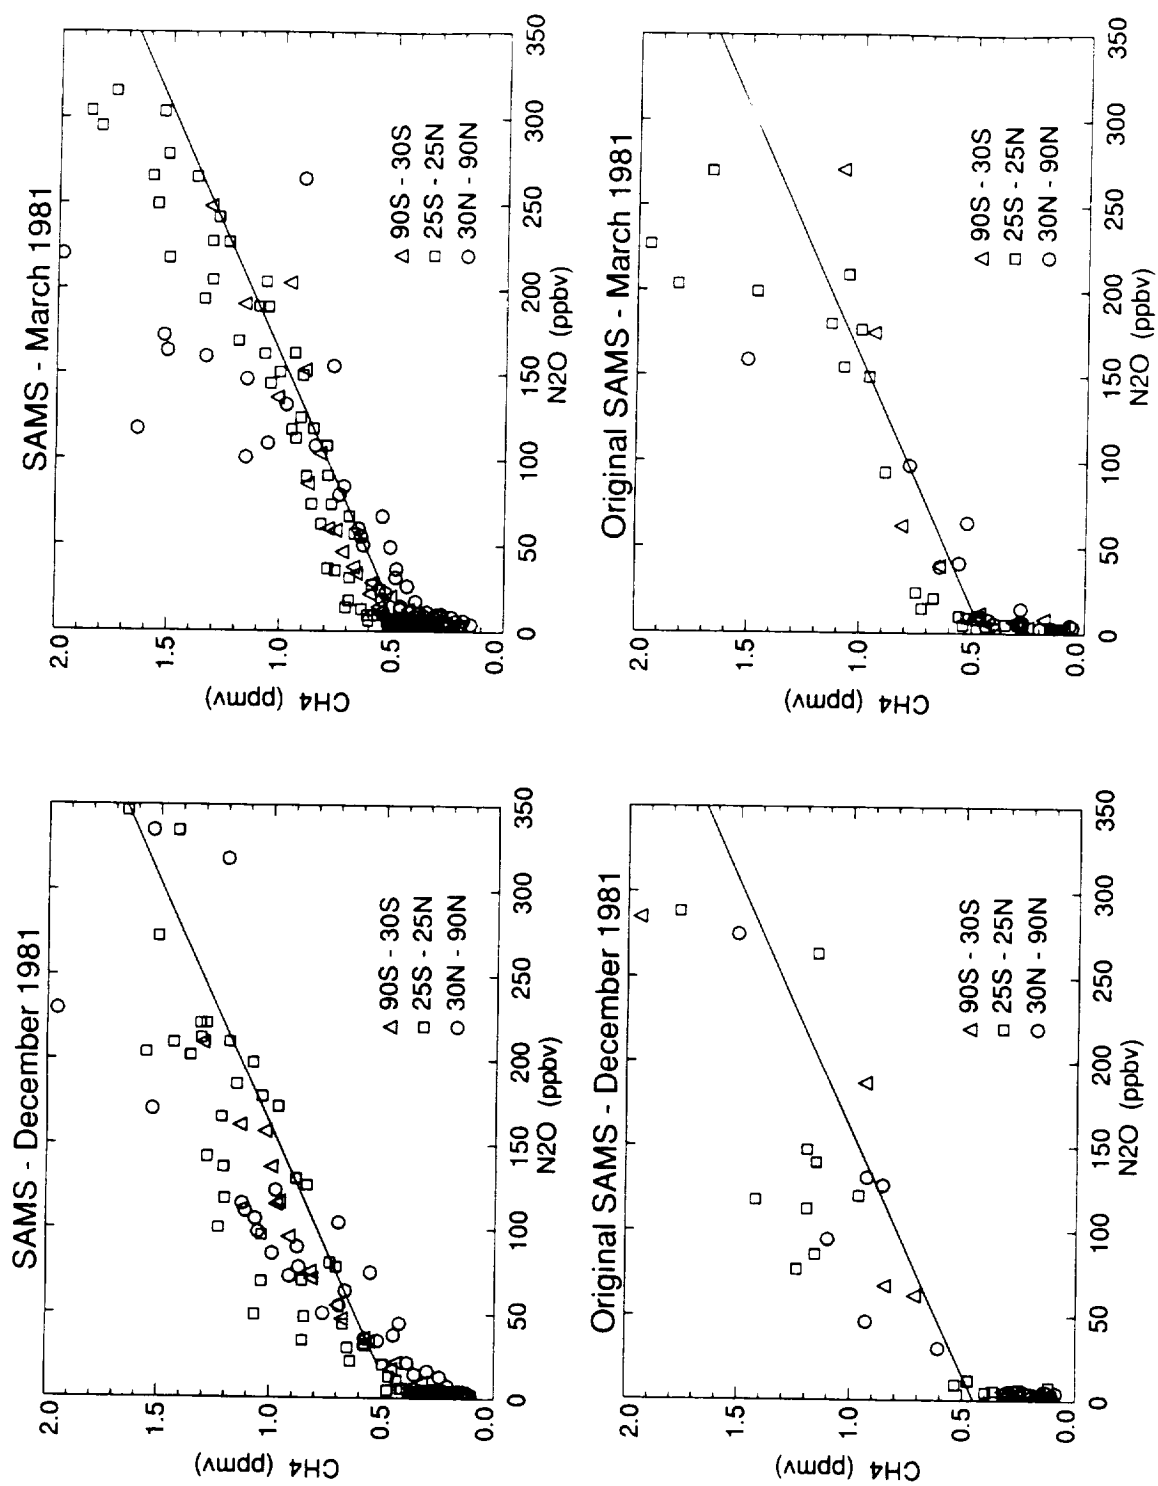 SAMS - December 1981
CH4 (ppmv)
2.0
1.5
1.0
0.5
0.0
△ 90S - 30S
□ 25S - 25N
○ 30N - 90N
0 50 100 150 200 250 300 350
N2O (ppbv)
SAMS - March 1981
CH4 (ppmv)
2.0
1.5
1.0
0.5
0.0
△ 90S - 30S
□ 25S - 25N
○ 30N - 90N
0 50 100 150 200 250 300 350
N2O (ppbv)
Original SAMS - December 1981
CH4 (ppmv)
2.0
1.5
1.0
0.5
0.0
△ 90S - 30S
□ 25S - 25N
○ 30N - 90N
0 50 100 150 200 250 300 350
N2O (ppbv)
Original SAMS - March 1981
CH4 (ppmv)
2.0
1.5
1.0
0.5
0.0
△ 90S - 30S
□ 25S - 25N
○ 30N - 90N
0 50 100 150 200 250 300 350
N2O (ppbv)